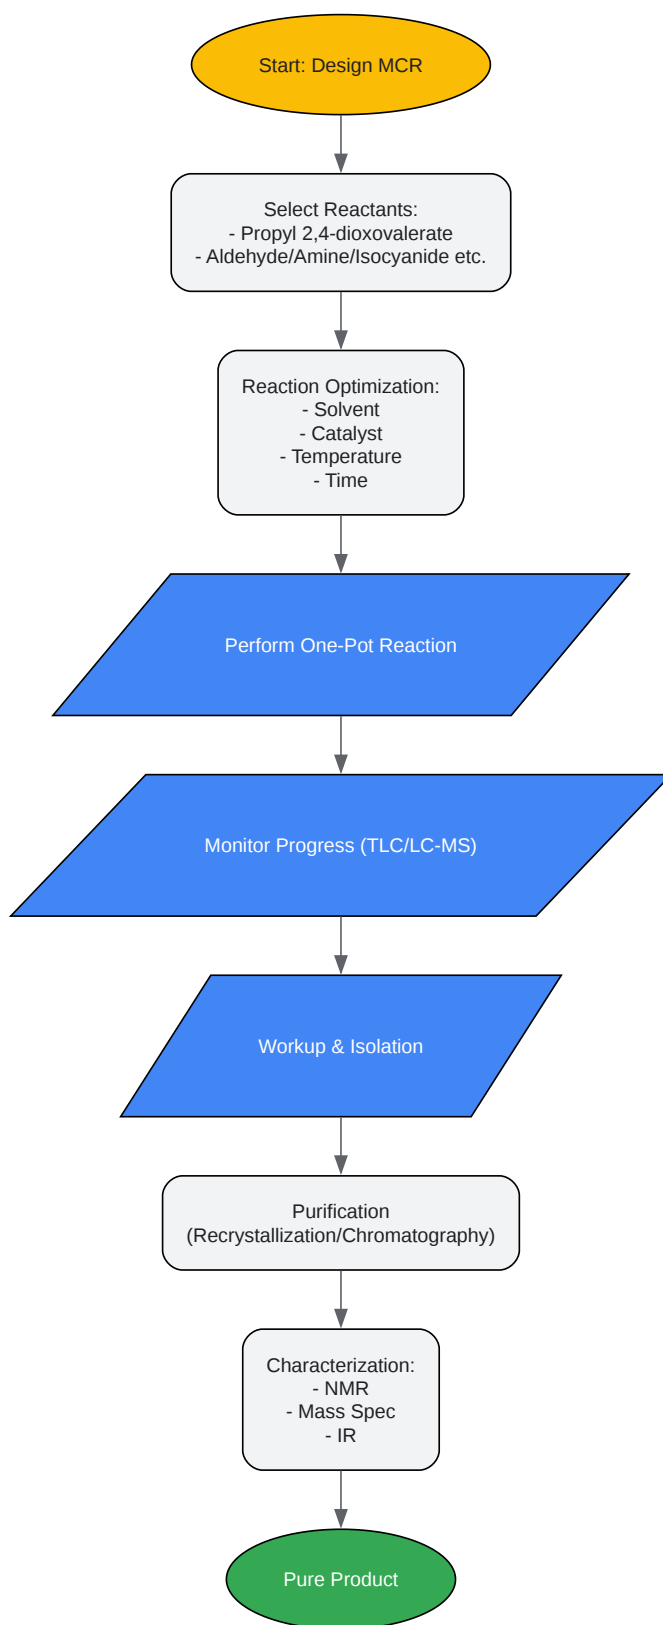 Start: Design MCR
Select Reactants:
- Propyl 2,4-dioxovalerate
- Aldehyde/Amine/Isocyanide etc.
Reaction Optimization:
- Solvent
- Catalyst
- Temperature
- Time
Perform One-Pot Reaction
Monitor Progress (TLC/LC-MS)
Workup & Isolation
Purification
(Recrystallization/Chromatography)
Characterization:
- NMR
- Mass Spec
- IR
Pure Product